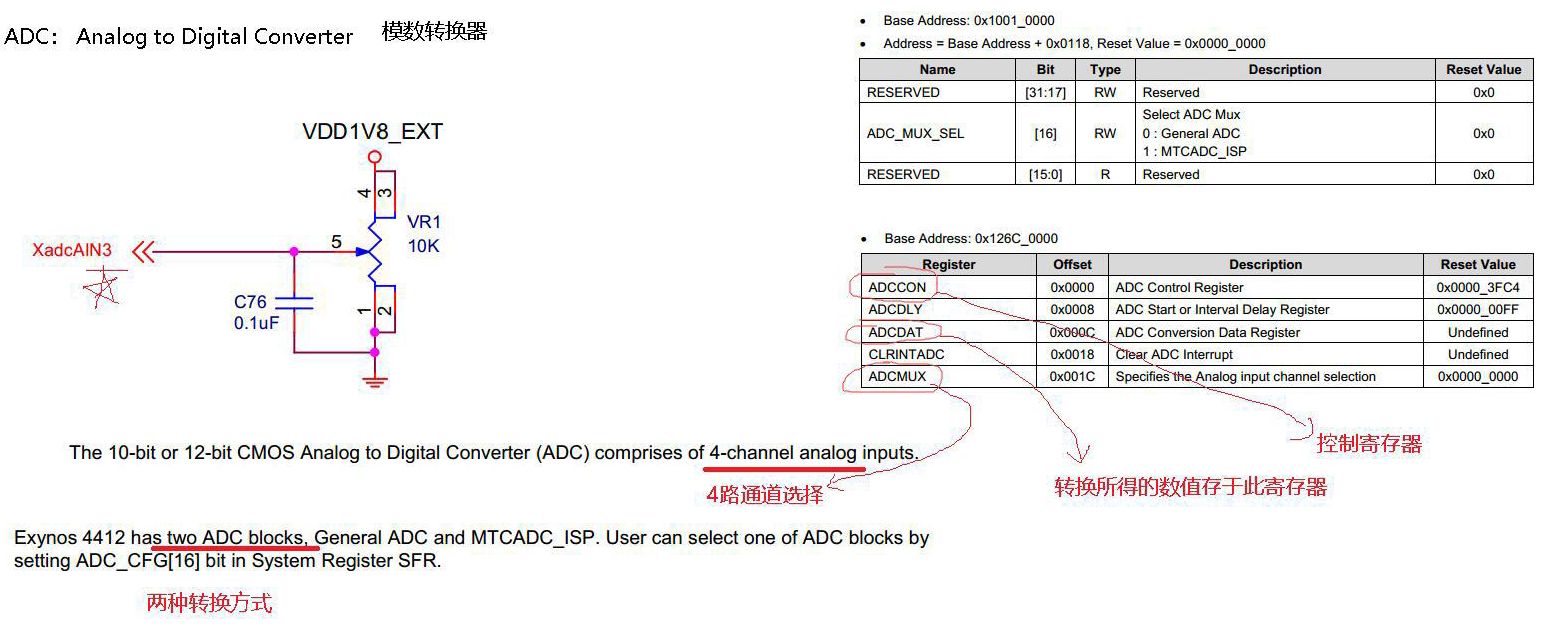 ADC: Analog to Digital Converter 模数转换器
VDD1V8_EXT
4
3
VR1
10K
5
XadcAIN3
C76
0.1uF
1
2
The 10-bit or 12-bit CMOS Analog to Digital Converter (ADC) comprises of 4-channel analog inputs.
4路通道选择
Exynos 4412 has two ADC blocks, General ADC and MTCADC_ISP. User can select one of ADC blocks by
setting ADC_CFG[16] bit in System Register SFR.
两种转换方式
• Base Address: 0x1001_0000
• Address = Base Address + 0x0118, Reset Value = 0x0000_0000
Name Bit Type Description Reset Value
RESERVED [31:17] RW Reserved 0x0
ADC_MUX_SEL [16] RW Select ADC Mux
0 : General ADC
1 : MTCADC_ISP
0x0
RESERVED [15:0] R Reserved 0x0
• Base Address: 0x126C_0000
Register Offset Description Reset Value
ADCCON 0x0000 ADC Control Register 0x0000_3FC4
ADCDLY 0x0008 ADC Start or Interval Delay Register 0x0000_00FF
ADCDAT 0x000C ADC Conversion Data Register Undefined
CLRINTADC 0x0018 Clear ADC Interrupt Undefined
ADCMUX 0x001C Specifies the Analog input channel selection 0x0000_0000
控制寄存器
转换所得的数值存于此寄存器